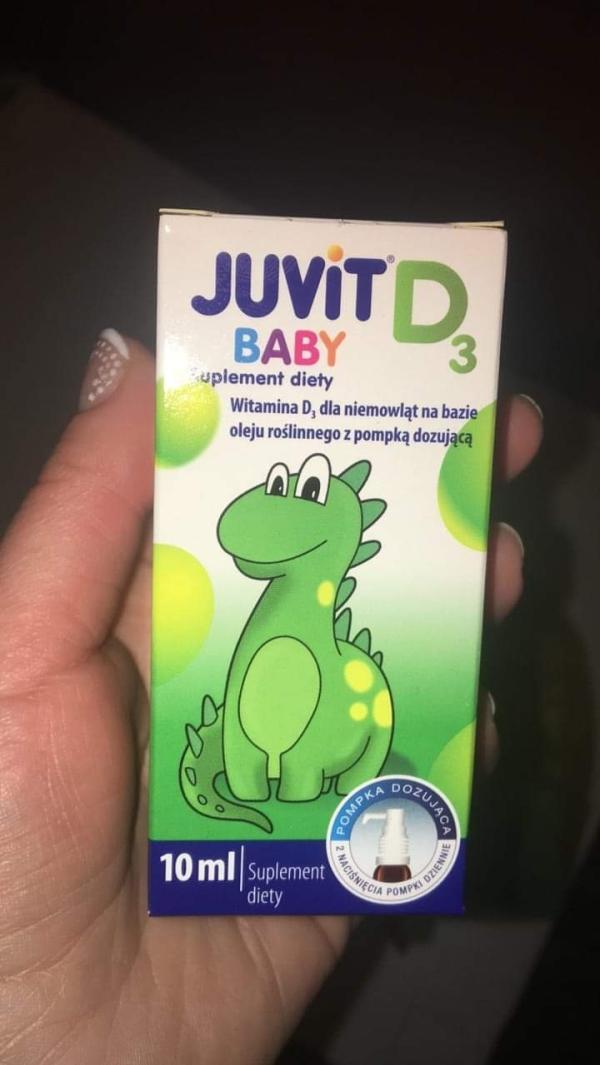 JUViT® D3
BABY
Suplement diety
Witamina D3 dla niemowląt na bazie
oleju roślinnego z pompką dozującą
POMPKA DOZUJĄCA
2 NACIŚNIĘCIA POMPKI DZIENNIE
10 ml Suplement
diety